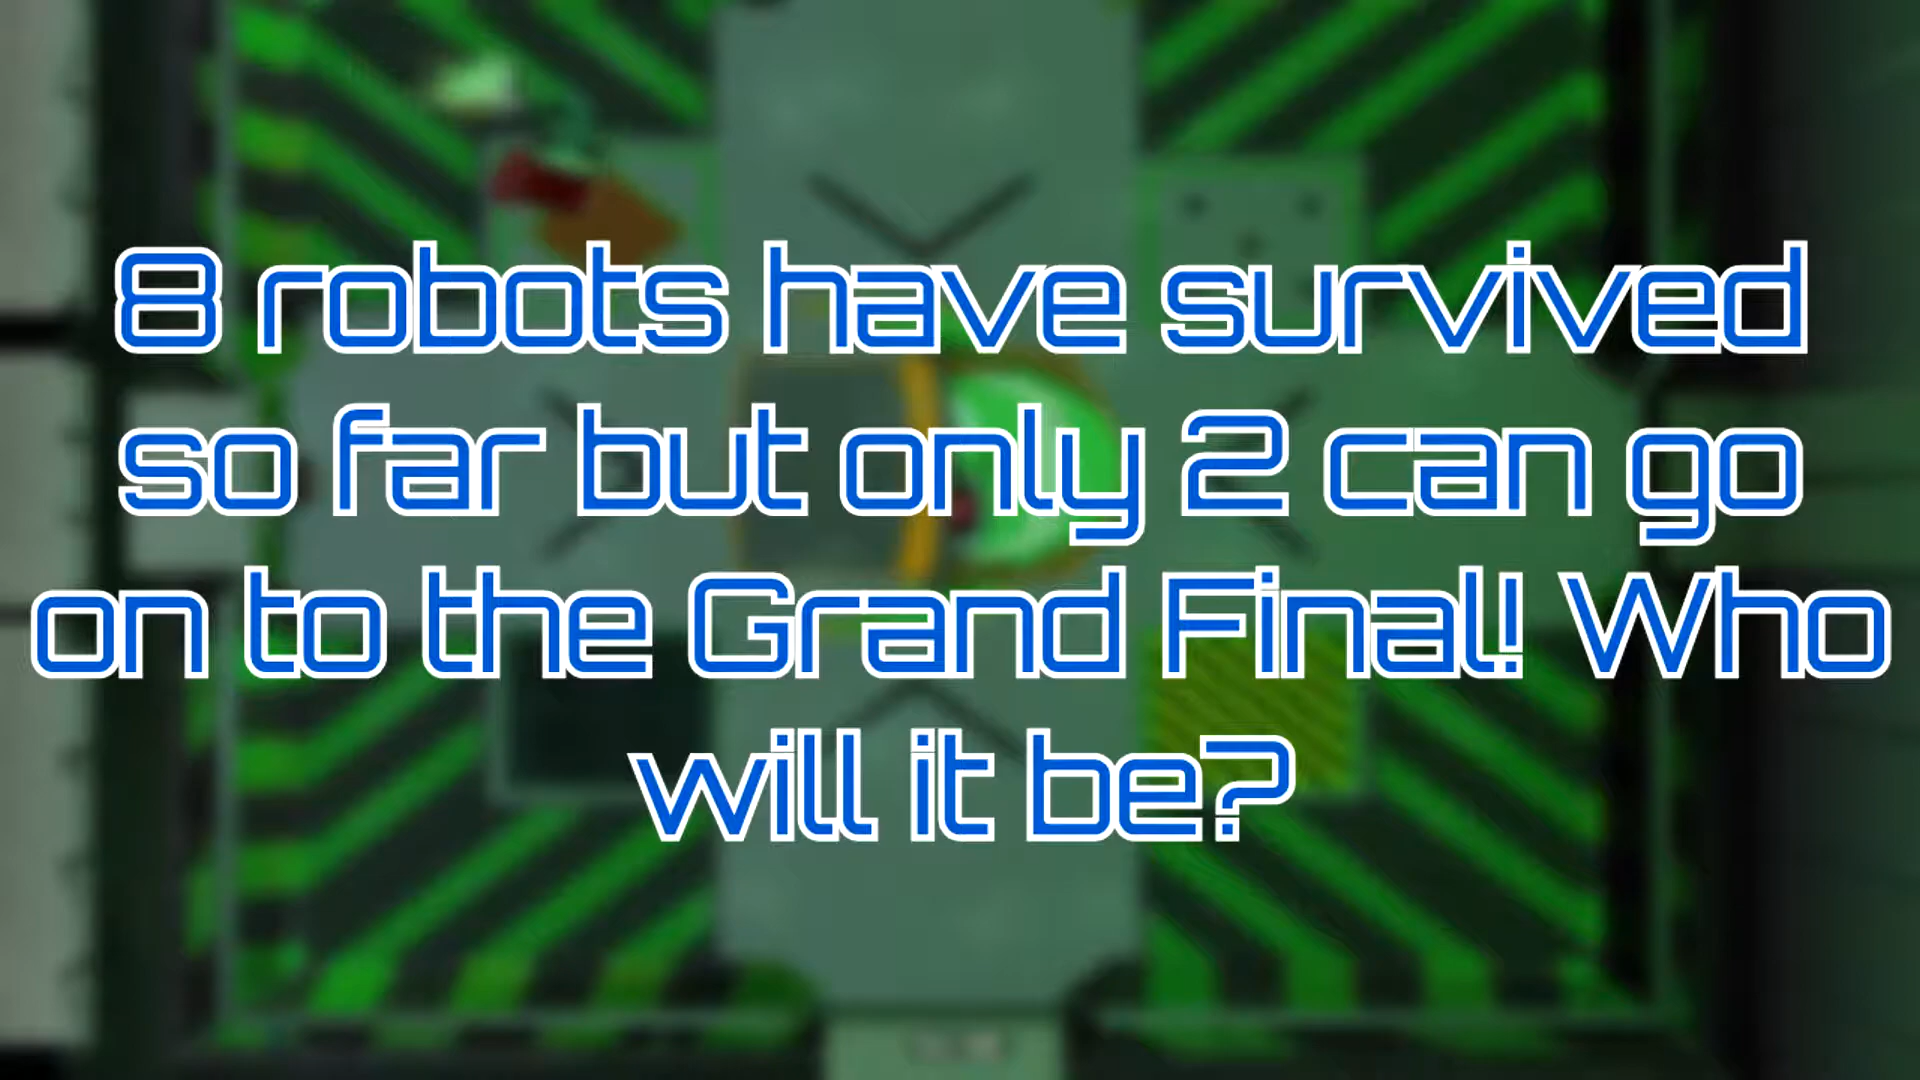 8 robots have survived
so far but only 2 can go
on to the Grand Final! Who
will it be?